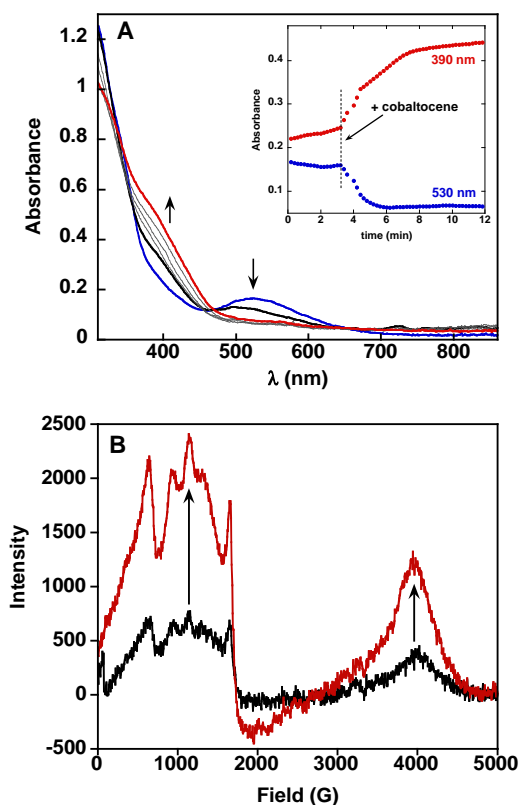 A
1.2
1
0.8
0.6
0.4
0.2
0
Absorbance
400 500 600 700 800
λ (nm)
0.4
0.3
0.2
0.1
Absorbance
390 nm
+ cobaltocene
530 nm
0 2 4 6 8 10 12
time (min)
B
2500
2000
1500
1000
500
0
-500
Intensity
0 1000 2000 3000 4000 5000
Field (G)